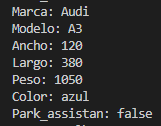 Marca: Audi
Modelo: A3
Ancho: 120
Largo: 380
Peso: 1050
Color: azul
Park_assistan: false